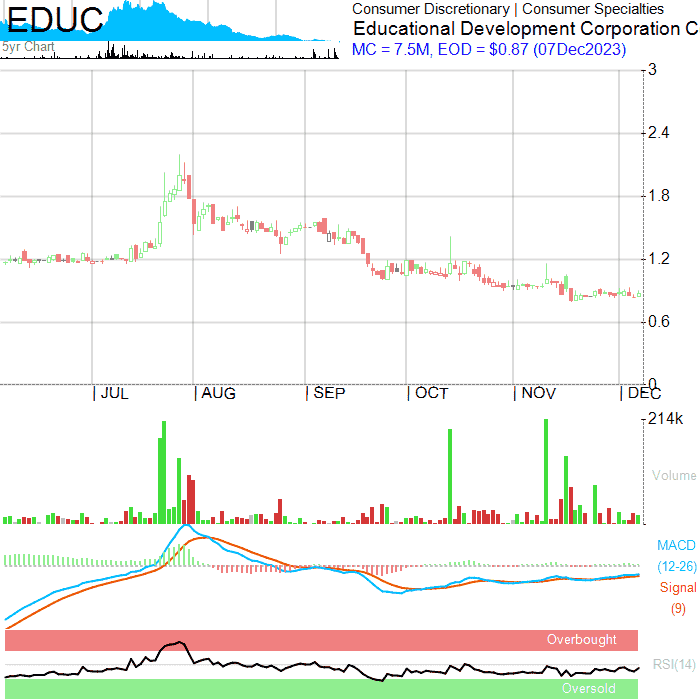 EDUC
5yr Chart
Consumer Discretionary | Consumer Specialties
Educational Development Corporation C
MC = 7.5M, EOD = $0.87 (07Dec2023)
3
2.4
1.8
1.2
0.6
0
| JUL | AUG | SEP | OCT | NOV | DEC
214k
Volume
MACD
(12-26)
Signal
(9)
Overbought
RSI(14)
Oversold